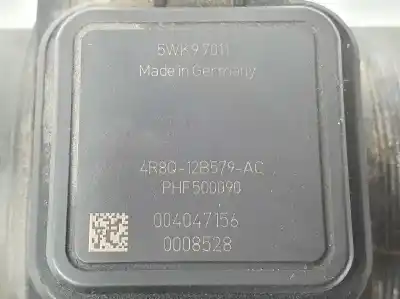 5WK97011
Made in Germany
4R8Q-12B579-AC
PHF500090
004047156
0008528